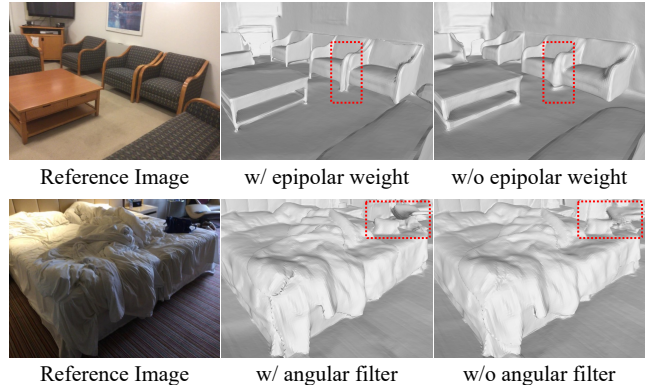 Reference Image w/ epipolar weight w/o epipolar weight
Reference Image w/ angular filter w/o angular filter